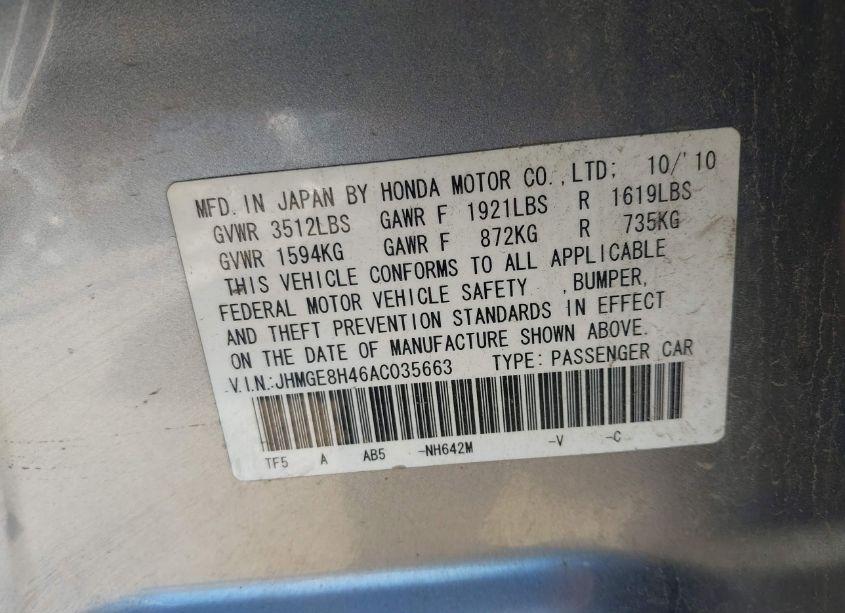 MFD. IN JAPAN BY HONDA MOTOR CO.,LTD; 10/'10
GVWR 3512LBS GAWR F 1921LBS R 1619LBS
GVWR 1594KG GAWR F 872KG R 735KG
THIS VEHICLE CONFORMS TO ALL APPLICABLE
FEDERAL MOTOR VEHICLE SAFETY ,BUMPER,
AND THEFT PREVENTION STANDARDS IN EFFECT
ON THE DATE OF MANUFACTURE SHOWN ABOVE.
V.I.N.:JHMGE8H46AC035663 TYPE: PASSENGER CAR
TF5 A AB5 -NH642M -V -C